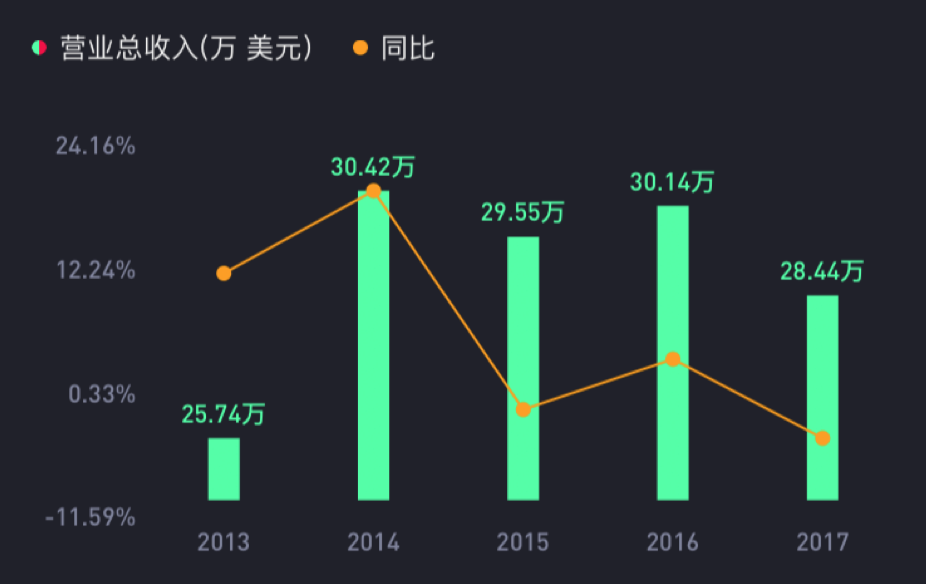 营业总收入(万 美元) 同比
24.16%
30.42万
30.14万
29.55万
12.24%
28.44万
0.33%
25.74万
-11.59%
2013 2014 2015 2016 2017